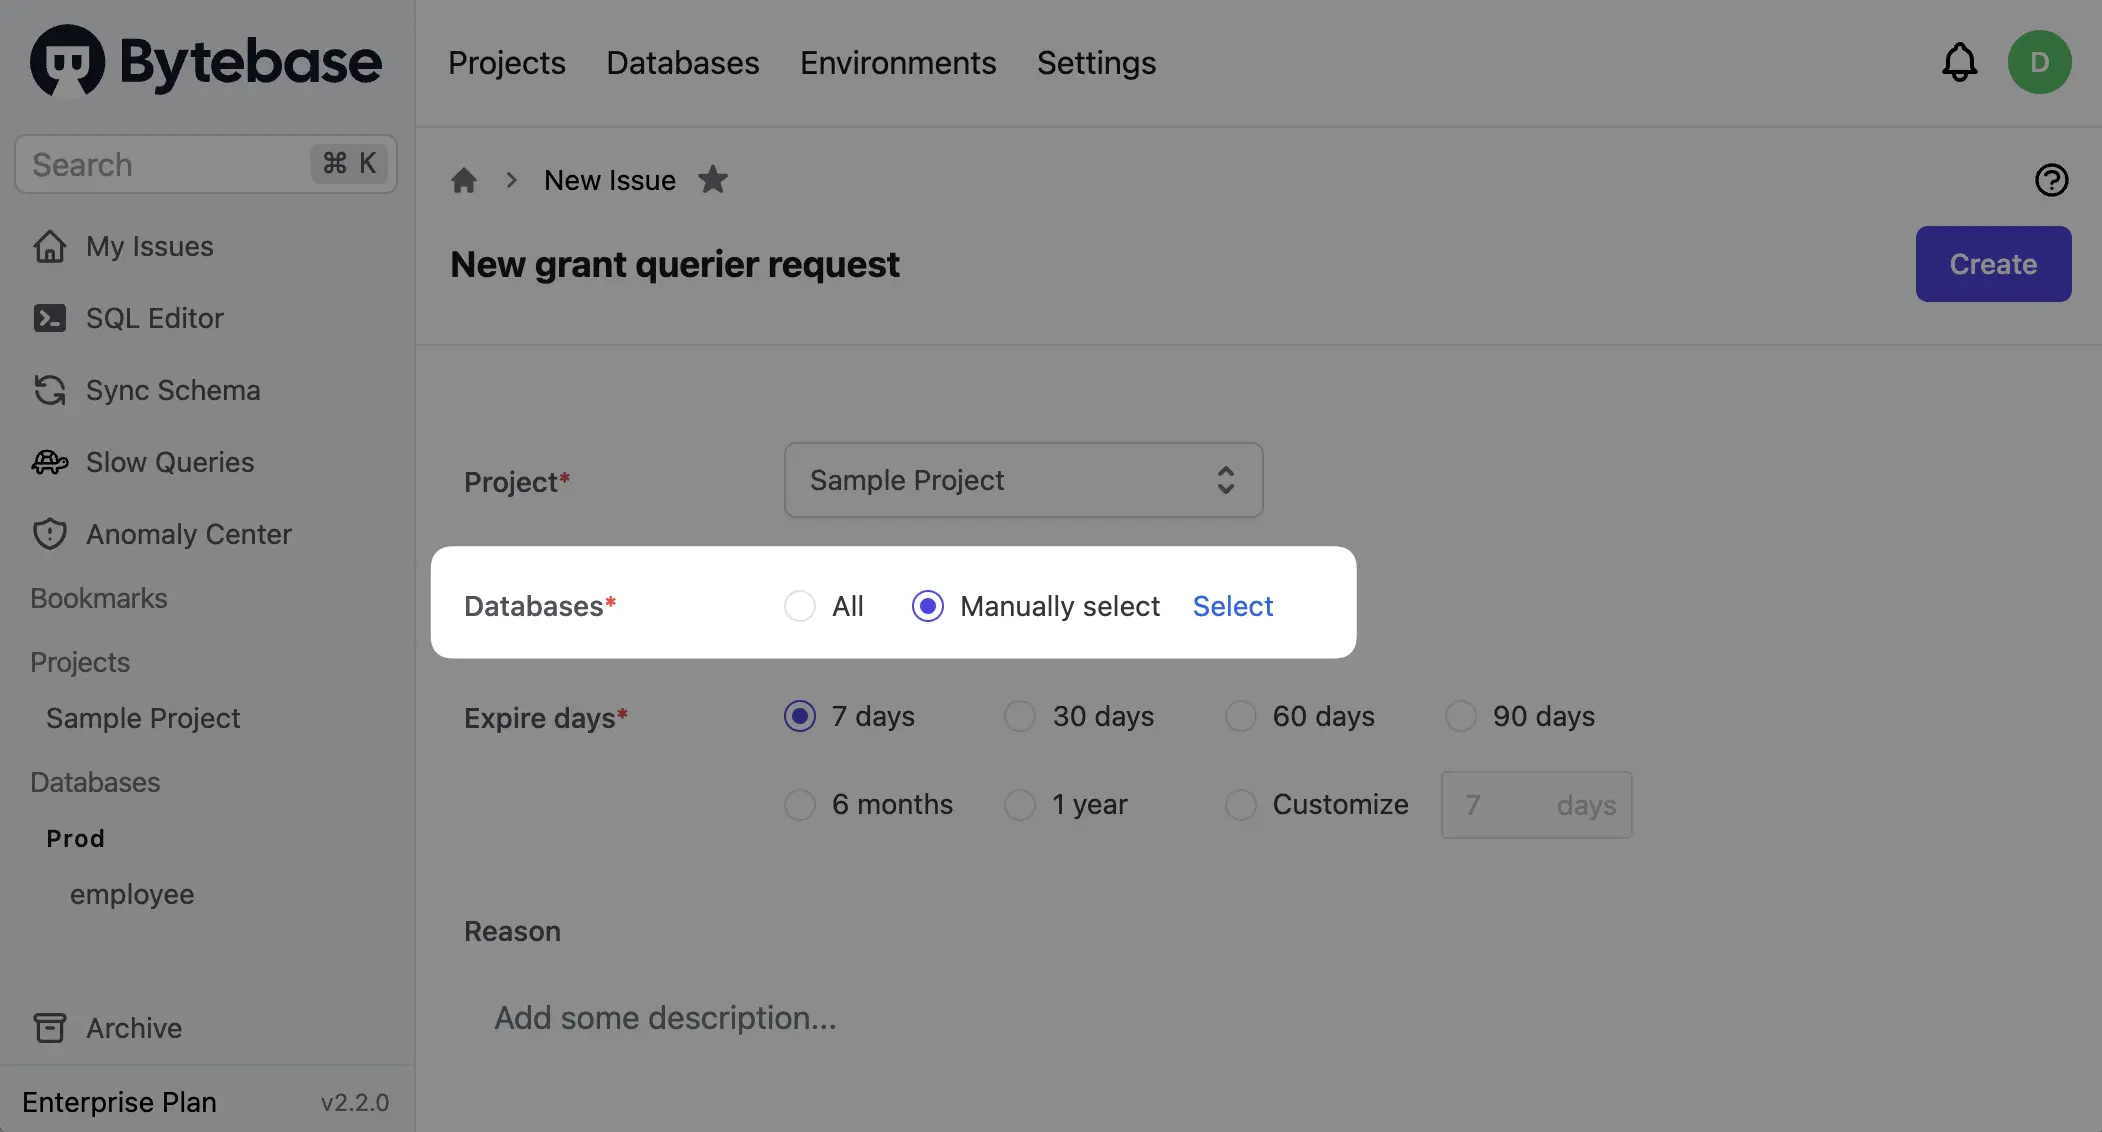 Bytebase
Projects Databases Environments Settings
D
Search ⌘ K
New Issue
New grant querier request
Create
My Issues
SQL Editor
Sync Schema
Slow Queries
Anomaly Center
Bookmarks
Projects
Sample Project
Databases
Prod
employee
Archive
Enterprise Plan v2.2.0
Project* Sample Project
Databases* All Manually select Select
Expire days* 7 days 30 days 60 days 90 days
6 months 1 year Customize 7 days
Reason
Add some description...